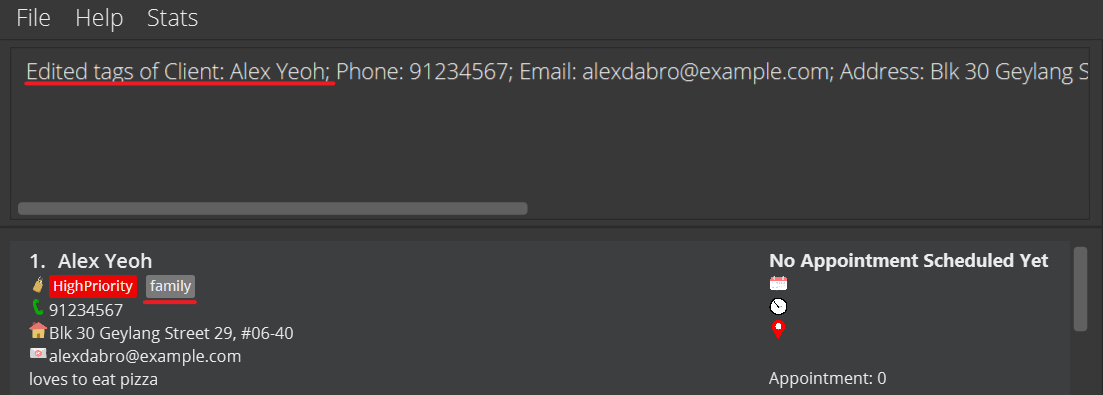 File Help Stats
Edited tags of Client: Alex Yeoh; Phone: 91234567; Email: alexdabro@example.com; Address: Blk 30 Geylang S
1. Alex Yeoh
No Appointment Scheduled Yet
HighPriority family
91234567
Blk 30 Geylang Street 29, #06-40
alexdabro@example.com
loves to eat pizza
Appointment: 0